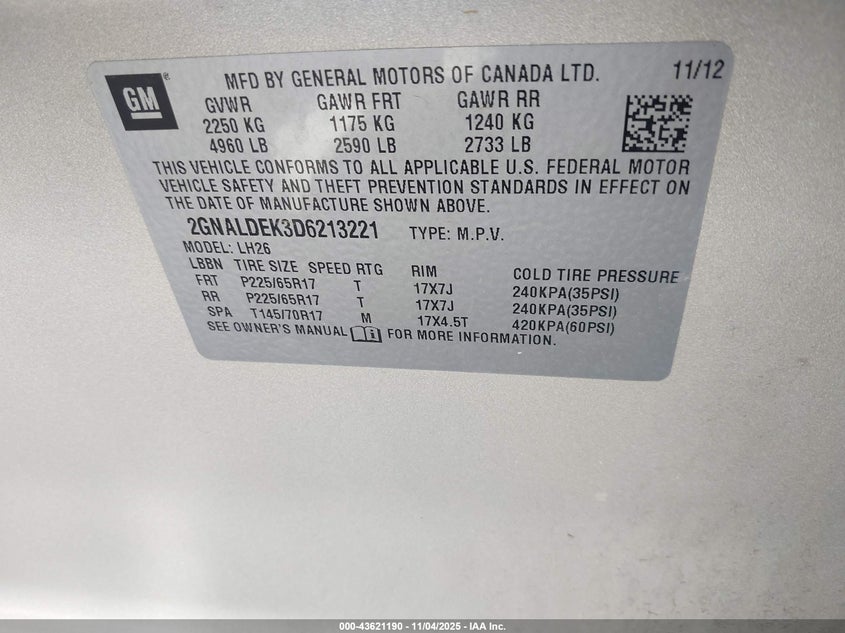 GM
MFD BY GENERAL MOTORS OF CANADA LTD. 11/12
GVWR GAWR FRT GAWR RR
2250 KG 1175 KG 1240 KG
4960 LB 2590 LB 2733 LB
THIS VEHICLE CONFORMS TO ALL APPLICABLE U.S. FEDERAL MOTOR
VEHICLE SAFETY AND THEFT PREVENTION STANDARDS IN EFFECT ON
THE DATE OF MANUFACTURE SHOWN ABOVE.
2GNALDEK3D6213221 TYPE: M.P.V.
MODEL: LH26
LBBN TIRE SIZE SPEED RTG RIM COLD TIRE PRESSURE
FRT P225/65R17 T 17X7J 240KPA(35PSI)
RR P225/65R17 T 17X7J 240KPA(35PSI)
SPA T145/70R17 M 17X4.5T 420KPA(60PSI)
SEE OWNER'S MANUAL FOR MORE INFORMATION.
000-43621190 - 11/04/2025 - IAA Inc.